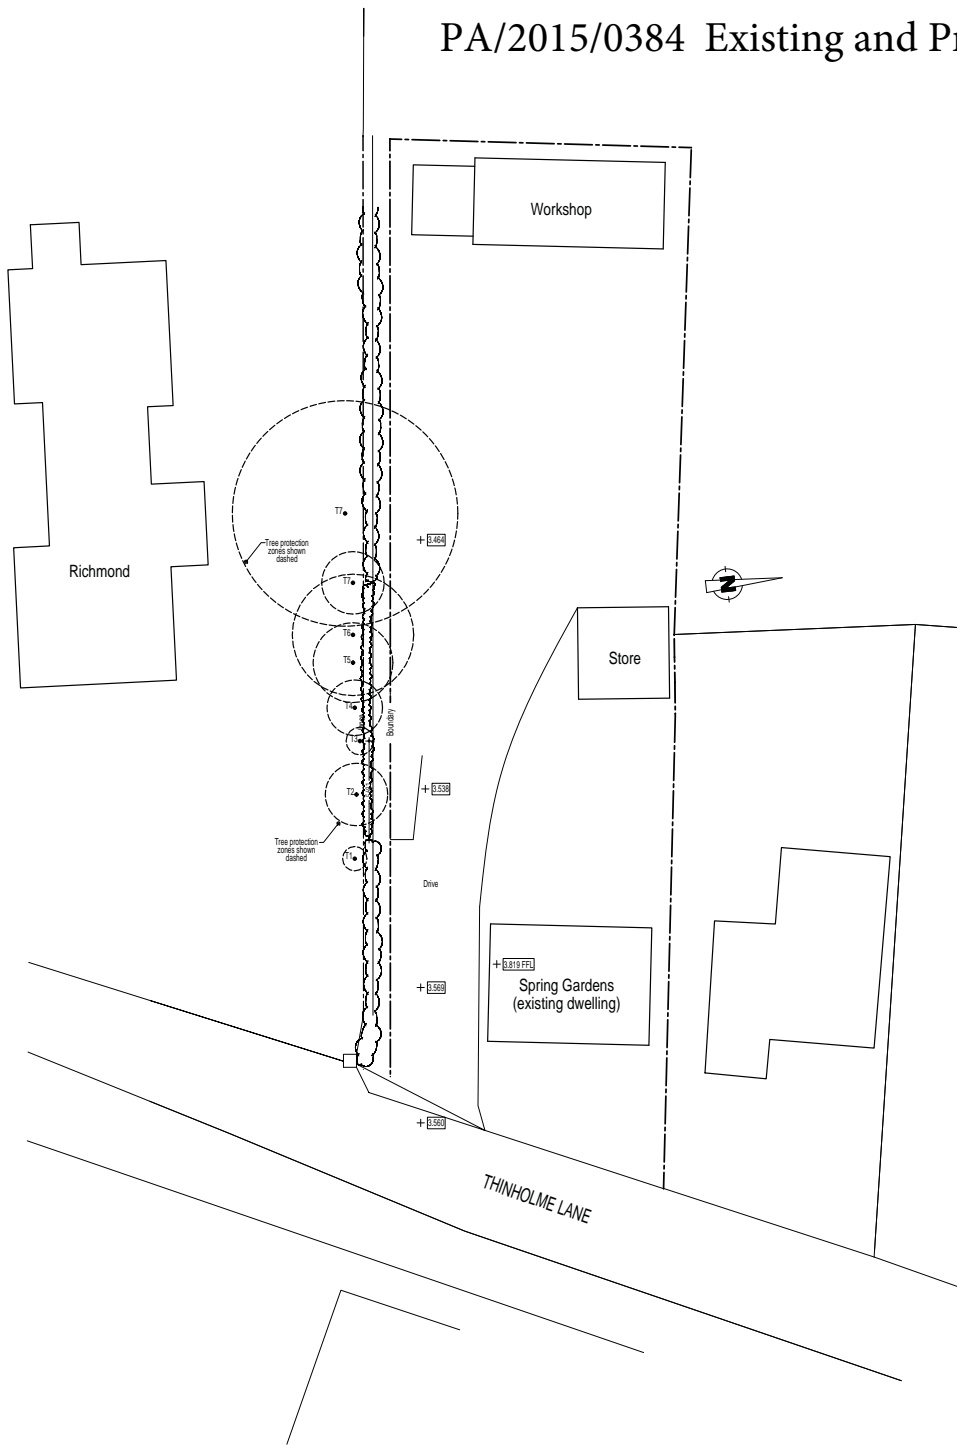 PA/2015/0384 Existing and Pr
Workshop
T7
Tree protection
zones shown
dashed
3.464
Richmond
T7
N
T6
T5
Store
T4
Boundary
T3
T2
3.538
Tree protection
zones shown
dashed
T1
Drive
3.819 FFL
3.569
Spring Gardens
(existing dwelling)
3.560
THINHOLME LANE